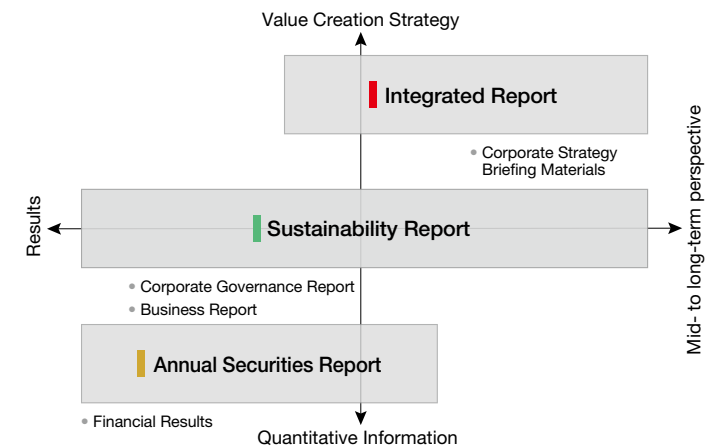 Value Creation Strategy
Integrated Report
• Corporate Strategy
Briefing Materials
Mid- to long-term perspective
Results
Sustainability Report
• Corporate Governance Report
• Business Report
Annual Securities Report
• Financial Results
Quantitative Information